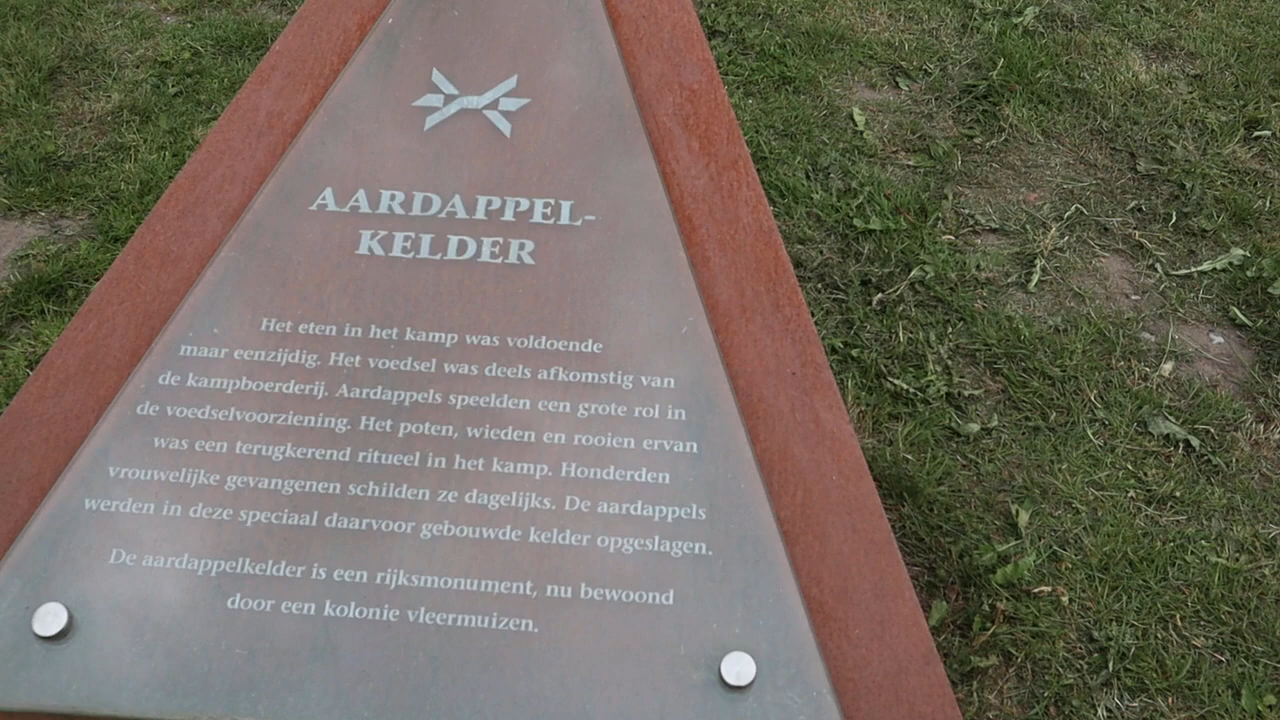 AARDAPPEL-
KELDER
Het eten in het kamp was voldoende
maar eenzijdig. Het voedsel was deels afkomstig van
de kampboerderij. Aardappels speelden een grote rol in
de voedselvoorziening. Het poten, wieden en rooien ervan
was een terugkerend ritueel in het kamp. Honderden
vrouwelijke gevangenen schilden ze dagelijks. De aardappels
werden in deze speciaal daarvoor gebouwde kelder opgeslagen.
De aardappelkelder is een rijksmonument, nu bewoond
door een kolonie vleermuizen.